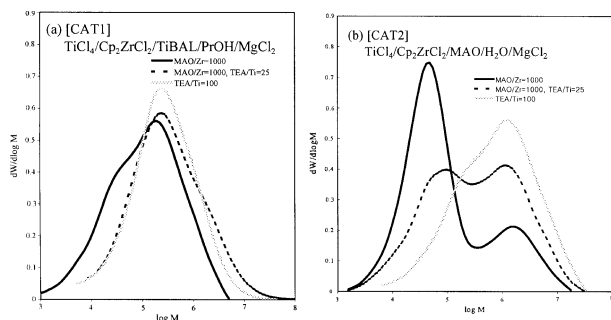 (a) [CAT1]
TiCl₄/Cp₂ZrCl₂/TiBAL/PrOH/MgCl₂
MAO/Zr=1000
MAO/Zr=1000, TEA/Ti=25
TEA/Ti=100
dW/dlog M
0.8
0.7
0.6
0.5
0.4
0.3
0.2
0.1
0
3 4 5 6 7 8
log M
(b) [CAT2]
TiCl₄/Cp₂ZrCl₂/MAO/H₂O/MgCl₂
MAO/Zr=1000
MAO/Zr=1000, TEA/Ti=25
TEA/Ti=100
dW/dlogM
0.8
0.7
0.6
0.5
0.4
0.3
0.2
0.1
0
3 4 5 6 7 8
log M